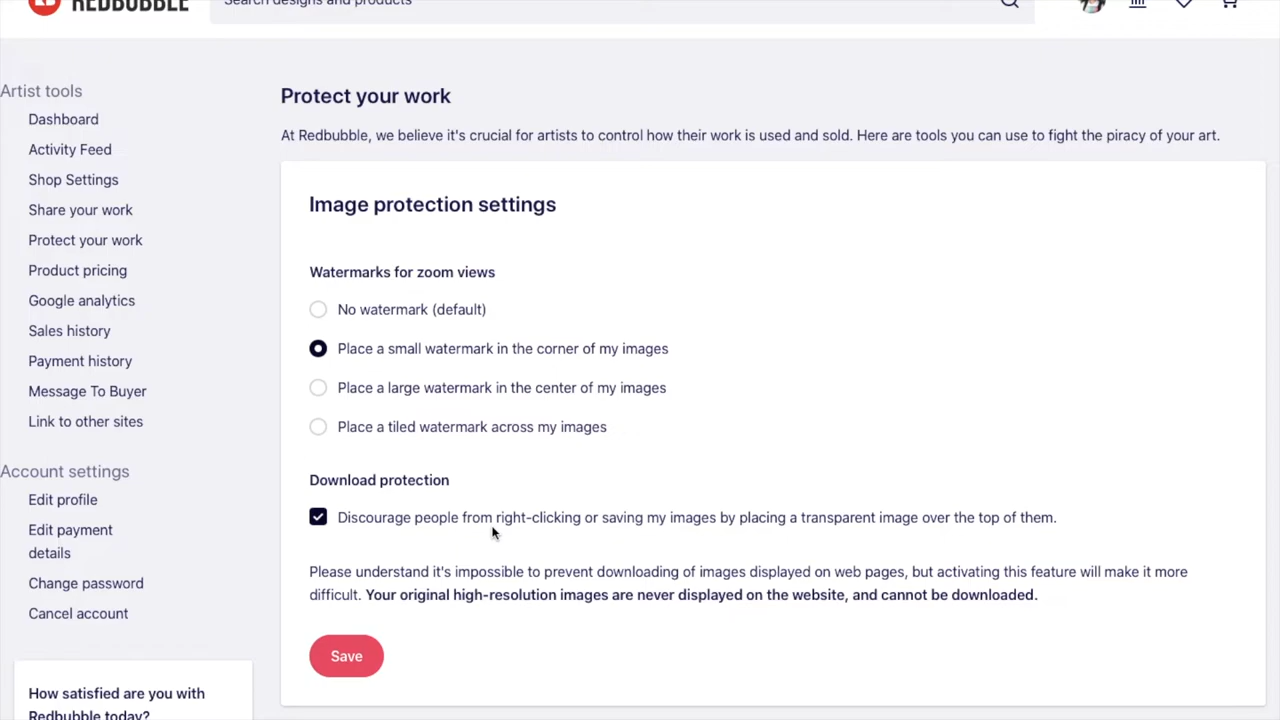 REDBUBBLE
Search designs and products
Artist tools
Dashboard
Activity Feed
Shop Settings
Share your work
Protect your work
Product pricing
Google analytics
Sales history
Payment history
Message To Buyer
Link to other sites
Account settings
Edit profile
Edit payment
details
Change password
Cancel account
How satisfied are you with
Redbubble today?
Protect your work
At Redbubble, we believe it's crucial for artists to control how their work is used and sold. Here are tools you can use to fight the piracy of your art.
Image protection settings
Watermarks for zoom views
No watermark (default)
Place a small watermark in the corner of my images
Place a large watermark in the center of my images
Place a tiled watermark across my images
Download protection
Discourage people from right-clicking or saving my images by placing a transparent image over the top of them.
Please understand it's impossible to prevent downloading of images displayed on web pages, but activating this feature will make it more
difficult. Your original high-resolution images are never displayed on the website, and cannot be downloaded.
Save